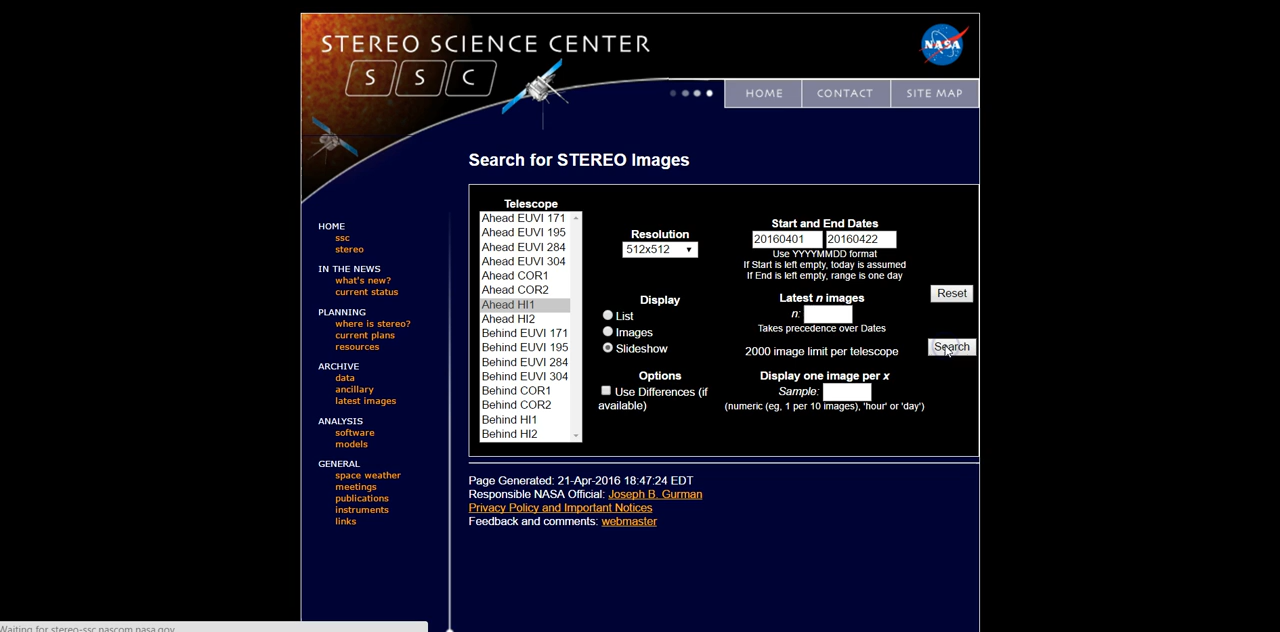 STEREO SCIENCE CENTER
NASA
S S C
HOME CONTACT SITE MAP
Search for STEREO Images
Telescope
Ahead EUVI 171
Ahead EUVI 195
Ahead EUVI 284
Ahead EUVI 304
Ahead COR1
Ahead COR2
Ahead HI1
Ahead HI2
Behind EUVI 171
Behind EUVI 195
Behind EUVI 284
Behind EUVI 304
Behind COR1
Behind COR2
Behind HI1
Behind HI2
Resolution
512x512
Display
List
Images
Slideshow
Options
Use Differences (if
available)
Start and End Dates
20160401 20160422
Use YYYYMMDD format
If Start is left empty, today is assumed
If End is left empty, range is one day
Latest n images
n:
Takes precedence over Dates
2000 image limit per telescope
Display one image per x
Sample:
(numeric (eg, 1 per 10 images), 'hour' or 'day')
Reset
Search
HOME
ssc
stereo
IN THE NEWS
what's new?
current status
PLANNING
where is stereo?
current plans
resources
ARCHIVE
data
ancillary
latest images
ANALYSIS
software
models
GENERAL
space weather
meetings
publications
instruments
links
Page Generated: 21-Apr-2016 18:47:24 EDT
Responsible NASA Official: Joseph B. Gurman
Privacy Policy and Important Notices
Feedback and comments: webmaster
Waiting for stereo-ssc.nascom.nasa.gov